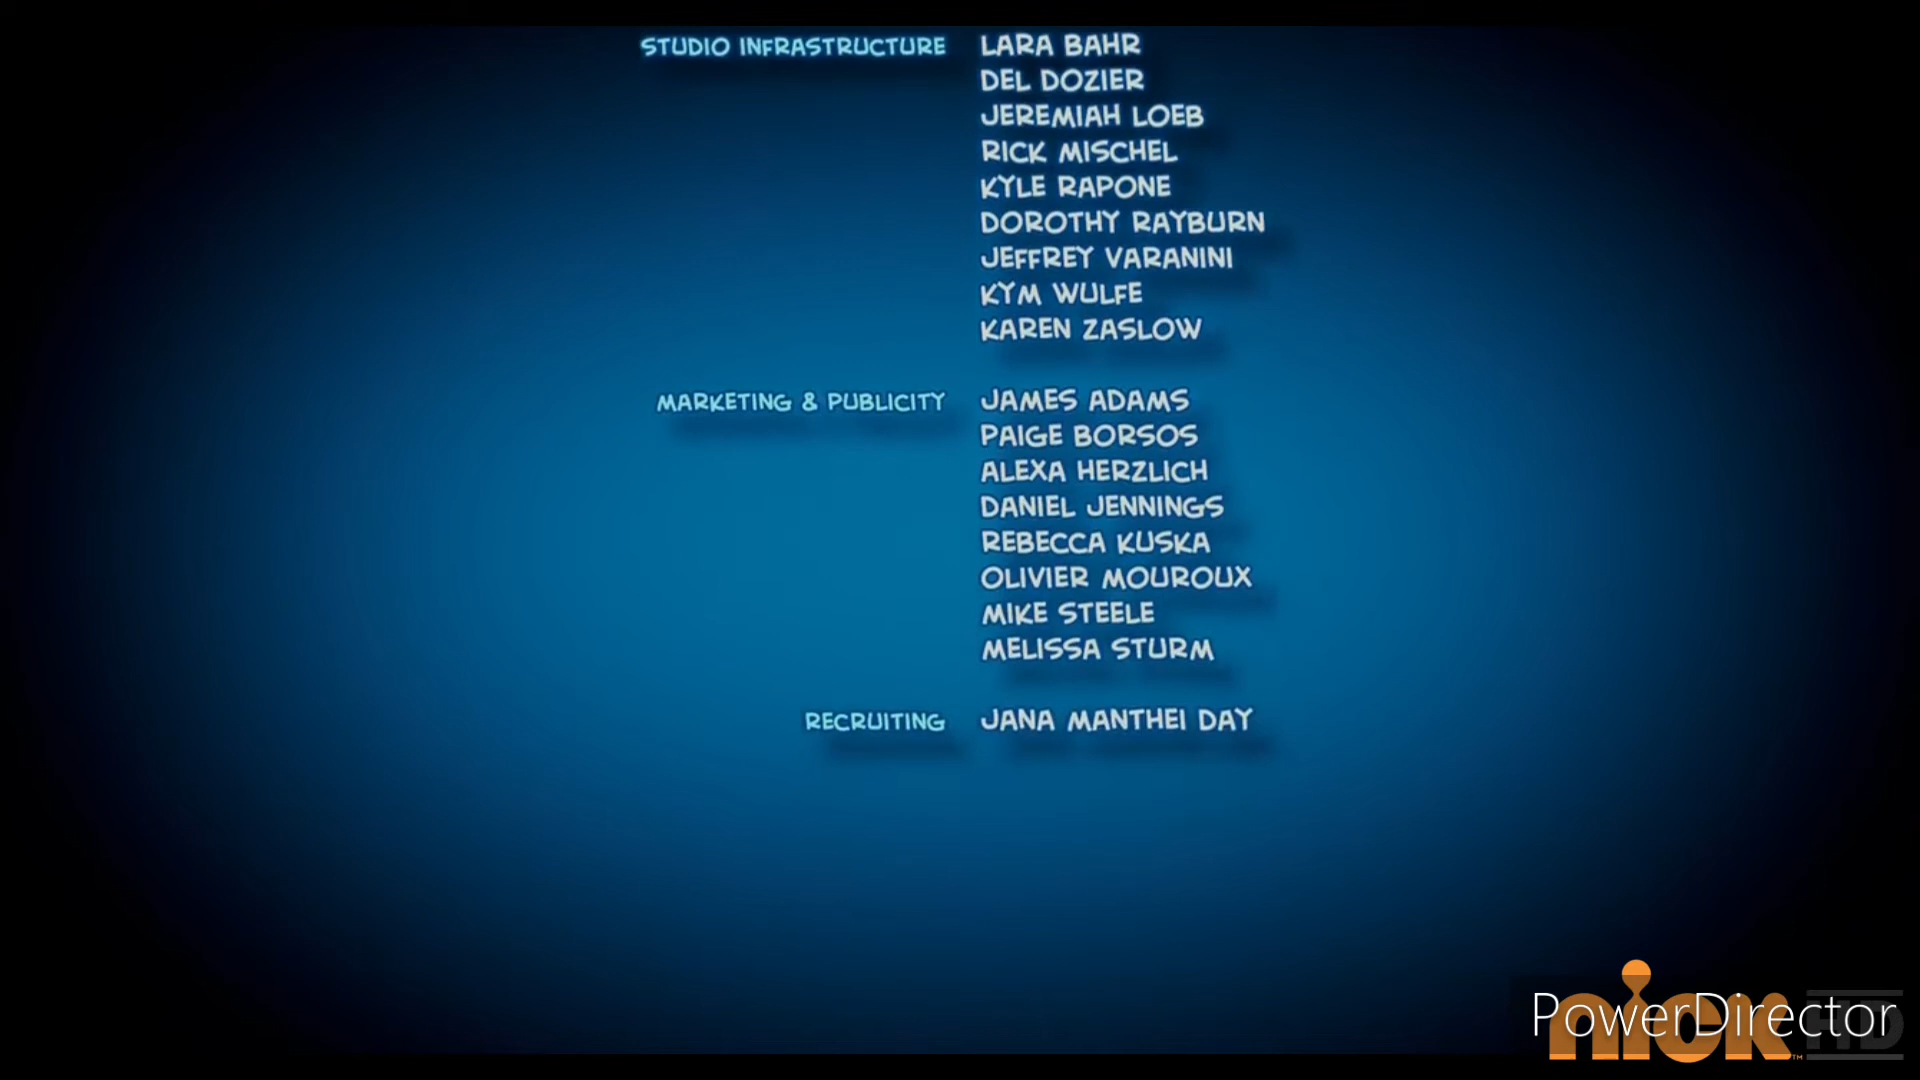 STUDIO INFRASTRUCTURE LARA BAHR
DEL DOZIER
JEREMIAH LOEB
RICK MISCHEL
KYLE RAPONE
DOROTHY RAYBURN
JEFFREY VARANINI
KYM WULFE
KAREN ZASLOW
MARKETING & PUBLICITY JAMES ADAMS
PAIGE BORSOS
ALEXA HERZLICH
DANIEL JENNINGS
REBECCA KUSKA
OLIVIER MOUROUX
MIKE STEELE
MELISSA STURM
RECRUITING JANA MANTHEI DAY
PowerDirector
nick HD